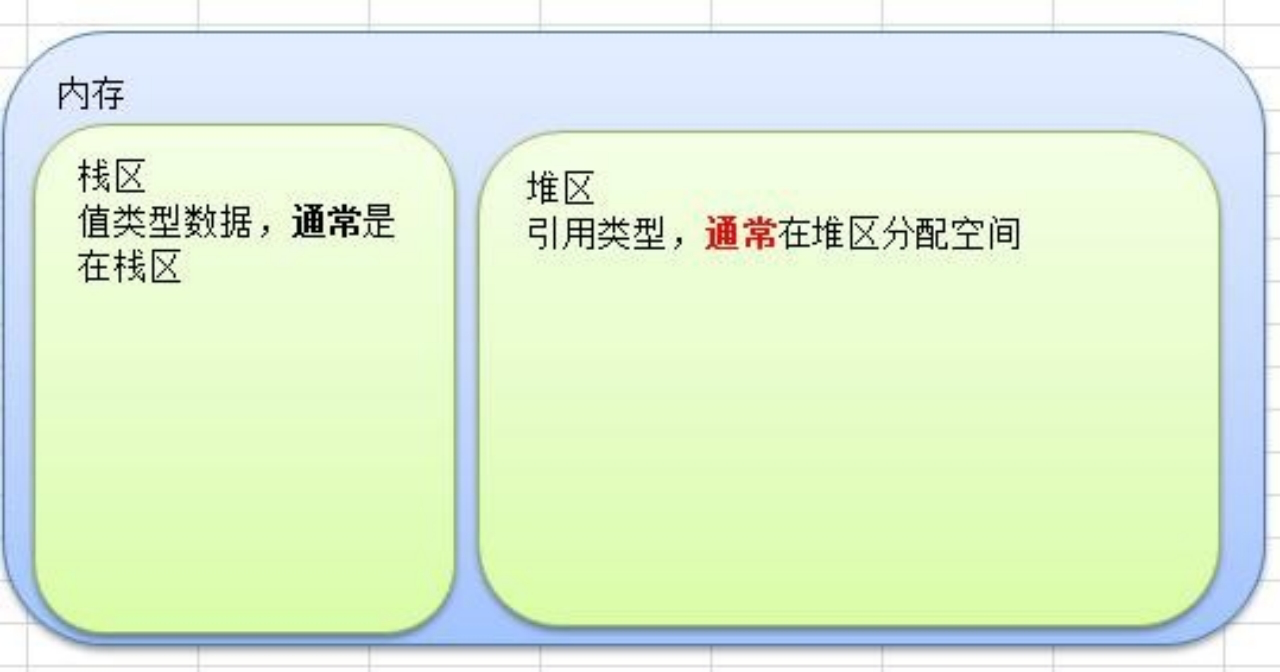 内存
栈区
值类型数据，通常是
在栈区
堆区
引用类型，通常在堆区分配空间